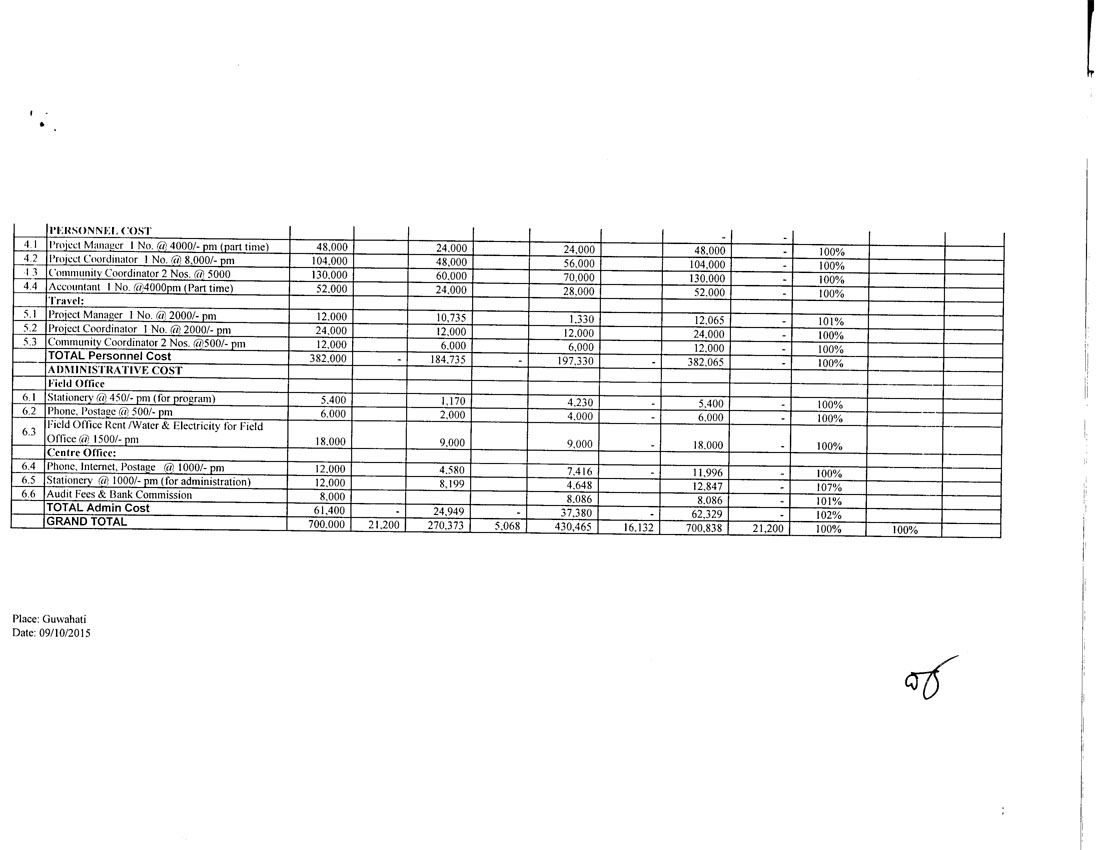 PERSONNEL COST - -
4.1 Project Manager 1 No. @ 4000/- pm (part time) 48,000 24,000 24,000 48,000 - 100%
4.2 Project Coordinator 1 No. @ 8,000/- pm 104,000 48,000 56,000 104,000 - 100%
4.3 Community Coordinator 2 Nos. @ 5000 130,000 60,000 70,000 130,000 - 100%
4.4 Accountant 1 No. @4000pm (Part time) 52,000 24,000 28,000 52,000 - 100%
Travel:
5.1 Project Manager 1 No. @ 2000/- pm 12,000 10,735 1,330 12,065 - 101%
5.2 Project Coordinator 1 No. @ 2000/- pm 24,000 12,000 12,000 24,000 - 100%
5.3 Community Coordinator 2 Nos. @500/- pm 12,000 6,000 6,000 12,000 - 100%
TOTAL Personnel Cost 382,000 - 184,735 - 197,330 - 382,065 - 100%
ADMINISTRATIVE COST
Field Office
6.1 Stationery @ 450/- pm (for program) 5,400 1,170 4,230 - 5,400 - 100%
6.2 Phone, Postage @ 500/- pm 6,000 2,000 4,000 - 6,000 - 100%
6.3 Field Office Rent /Water & Electricity for Field
Office @ 1500/- pm 18,000 9,000 9,000 - 18,000 - 100%
Centre Office:
6.4 Phone, Internet, Postage @ 1000/- pm 12,000 4,580 7,416 - 11,996 - 100%
6.5 Stationery @ 1000/- pm (for administration) 12,000 8,199 4,648 12,847 - 107%
6.6 Audit Fees & Bank Commission 8,000 8,086 8,086 - 101%
TOTAL Admin Cost 61,400 - 24,949 - 37,380 - 62,329 - 102%
GRAND TOTAL 700,000 21,200 270,373 5,068 430,465 16,132 700,838 21,200 100% 100%
Place: Guwahati
Date: 09/10/2015